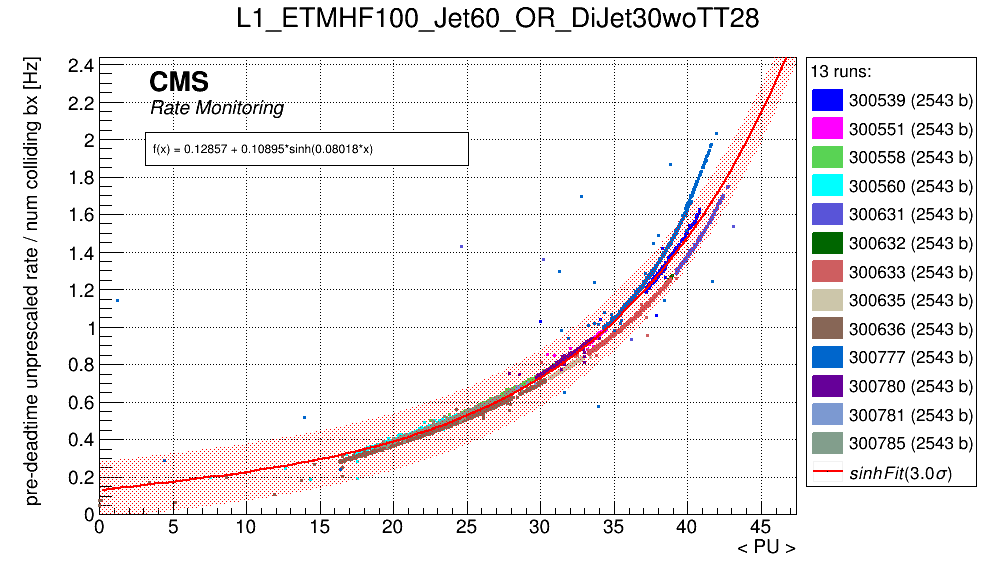 L1_ETMHF100_Jet60_OR_DiJet30woTT28
pre-deadtime unprescaled rate / num colliding bx [Hz]
CMS
Rate Monitoring
f(x) = 0.12857 + 0.10895*sinh(0.08018*x)
2.4
2.2
2
1.8
1.6
1.4
1.2
1
0.8
0.6
0.4
0.2
0
0 5 10 15 20 25 30 35 40 45
< PU >
13 runs:
300539 (2543 b)
300551 (2543 b)
300558 (2543 b)
300560 (2543 b)
300631 (2543 b)
300632 (2543 b)
300633 (2543 b)
300635 (2543 b)
300636 (2543 b)
300777 (2543 b)
300780 (2543 b)
300781 (2543 b)
300785 (2543 b)
sinhFit(3.0σ)